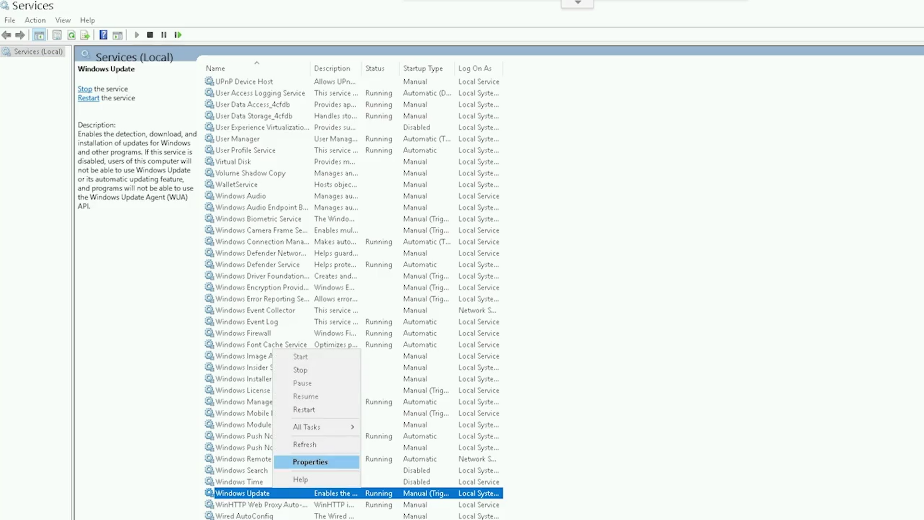 Services
File Action View Help
Services (Local)
Services (Local)
Windows Update
Stop the service
Restart the service
Description:
Enables the detection, download, and
installation of updates for Windows
and other programs. If this service is
disabled, users of this computer will
not be able to use Windows Update
or its automatic updating feature,
and programs will not be able to use
the Windows Update Agent (WUA)
API.
Name Description Status Startup Type Log On As
UPnP Device Host Allows UPn... Manual Local Service
User Access Logging Service This service ... Running Automatic (D... Local Syste...
User Data Access_4cfdb Provides ap... Running Manual Local Syste...
User Data Storage_4cfdb Handles sto... Running Manual Local Syste...
User Experience Virtualizatio... Provides su... Disabled Local Syste...
User Manager User Manag... Running Automatic (T... Local Syste...
User Profile Service This service ... Running Automatic Local Syste...
Virtual Disk Provides m... Manual Local Syste...
Volume Shadow Copy Manages an... Manual Local Syste...
WalletService Hosts objec... Manual Local Syste...
Windows Audio Manages au... Manual Local Service
Windows Audio Endpoint B... Manages au... Manual Local Syste...
Windows Biometric Service The Windo... Manual (Trig... Local Syste...
Windows Camera Frame Se... Enables mul... Manual (Trig... Local Service
Windows Connection Mana... Makes auto... Running Automatic (T... Local Service
Windows Defender Networ... Helps guard... Manual Local Service
Windows Defender Service Helps prote... Running Automatic Local Syste...
Windows Driver Foundation... Creates and... Manual (Trig... Local Syste...
Windows Encryption Provid... Windows E... Manual (Trig... Local Service
Windows Error Reporting Se... Allows error... Manual (Trig... Local Syste...
Windows Event Collector This service ... Manual Network S...
Windows Event Log This service ... Running Automatic Local Service
Windows Firewall Windows Fi... Running Automatic Local Service
Windows Font Cache Service Optimizes p... Running Automatic Local Service
Windows Image A Manual Local Service
Windows Insider S Manual Local Syste...
Windows Installer Manual Local Syste...
Windows License Manual (Trig... Local Service
Windows Manage Running Automatic Local Syste...
Windows Mobile Manual (Trig... Local Service
Windows Module Manual Local Syste...
Windows Push No Running Automatic Local Syste...
Windows Push No Manual Local Syste...
Windows Remote Running Automatic Network S...
Windows Search Disabled Local Syste...
Windows Time Disabled Local Service
Windows Update Enables the ... Running Manual (Trig... Local Syste...
WinHTTP Web Proxy Auto-... WinHTTP i... Running Manual Local Service
Wired AutoConfig The Wired ... Manual Local Syste...
Start
Stop
Pause
Resume
Restart
All Tasks
Refresh
Properties
Help